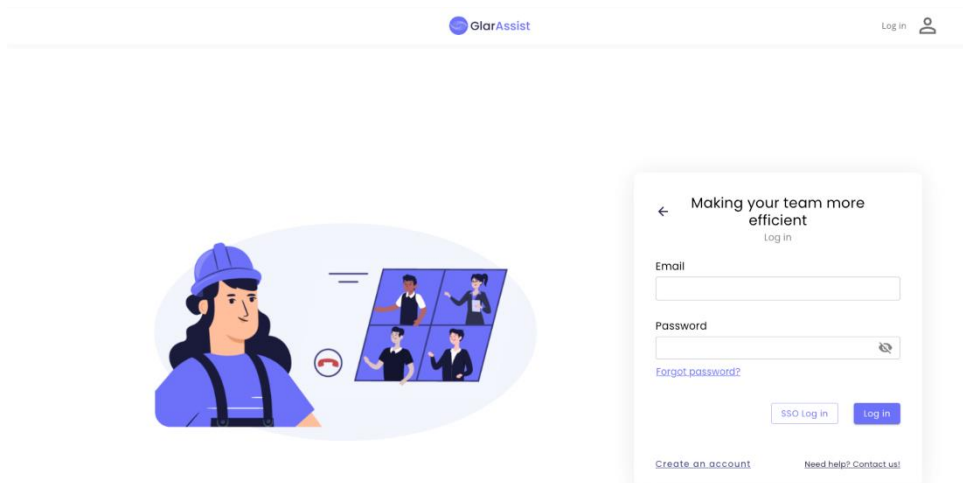 GlarAssist
Log in
Making your team more
efficient
Log in
Email
Password
Forgot password?
SSO Log in
Log in
Create an account
Need help? Contact us!